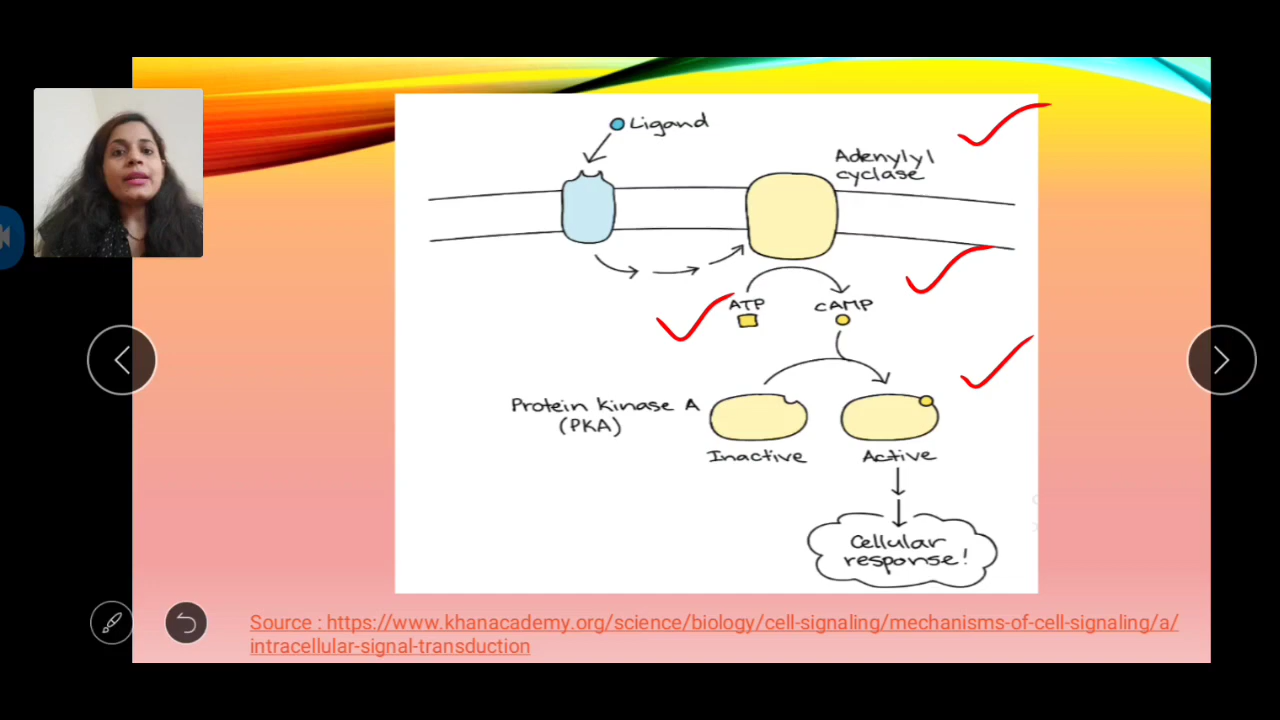 Ligand
Adenylyl
cyclase
ATP
cAMP
Protein kinase A
(PKA)
Inactive
Active
Cellular
response!
Source : https://www.khanacademy.org/science/biology/cell-signaling/mechanisms-of-cell-signaling/a/
intracellular-signal-transduction